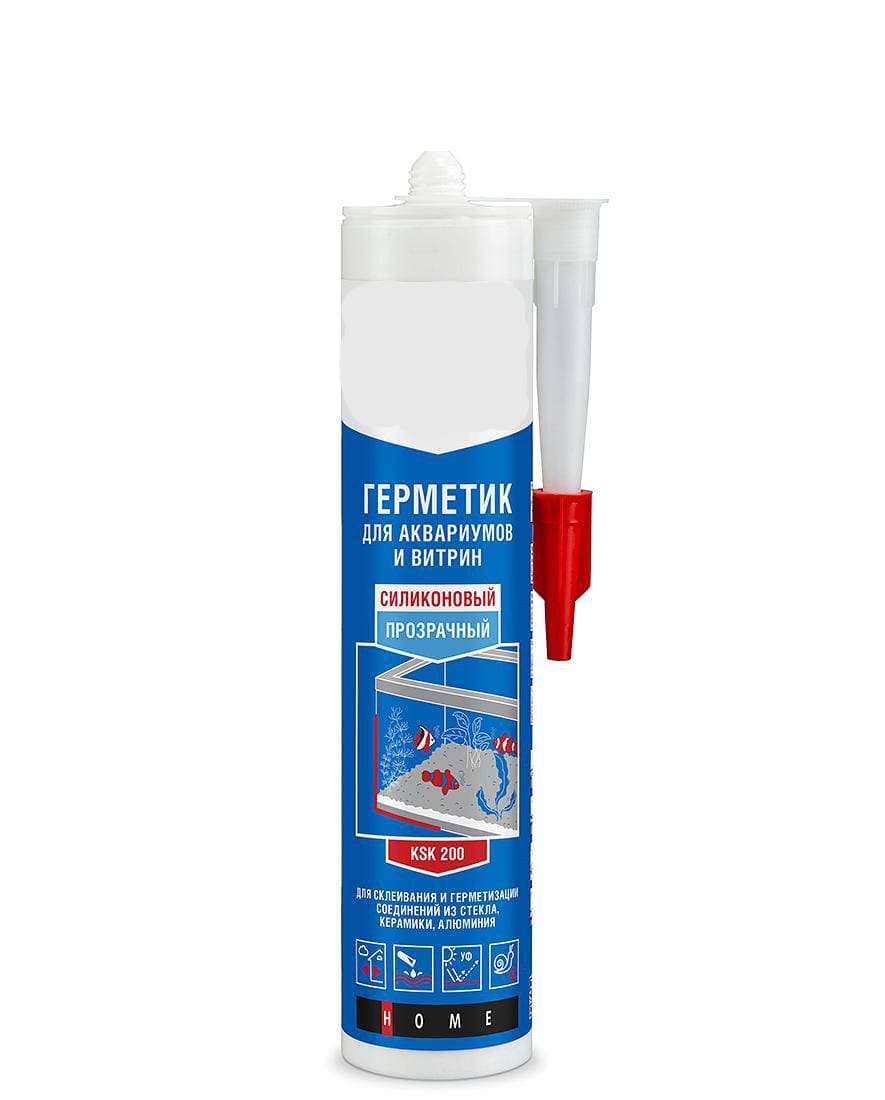 ГЕРМЕТИК
ДЛЯ АКВАРИУМОВ
И ВИТРИН
СИЛИКОНОВЫЙ
ПРОЗРАЧНЫЙ
KSK 200
ДЛЯ СКЛЕИВАНИЯ И ГЕРМЕТИЗАЦИИ
СОЕДИНЕНИЙ ИЗ СТЕКЛА,
КЕРАМИКИ, АЛЮМИНИЯ
УФ
HOME